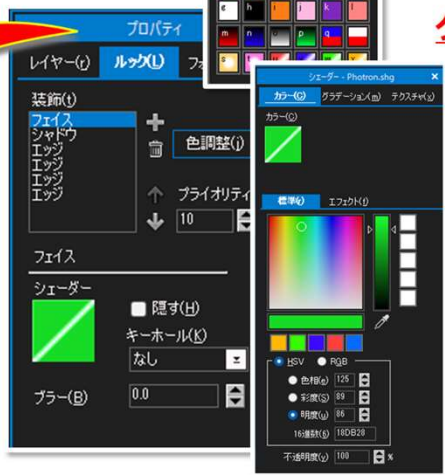 プロパティ
レイヤー(r)
ルック(L)
フォ
装飾(t)
フェイス
シャドウ
エッジ
エッジ
エッジ
エッジ
色調整(j)
プライオリティ
10
フェイス
シェーダー
隠す(H)
キーホール(K)
なし
ブラー(B)
0.0
e
h
i
j
k
l
m
n
o
p
q
シェーダー - Photron.shg
カラー(C)
グラデーション(m)
テクスチャ(x)
カラー(C)
標準(t)
エフェクト(f)
HSV
RGB
色相(e)
125
彩度(S)
89
明度(u)
86
16進数(6)
18DB28
不透明度(y)
100
%